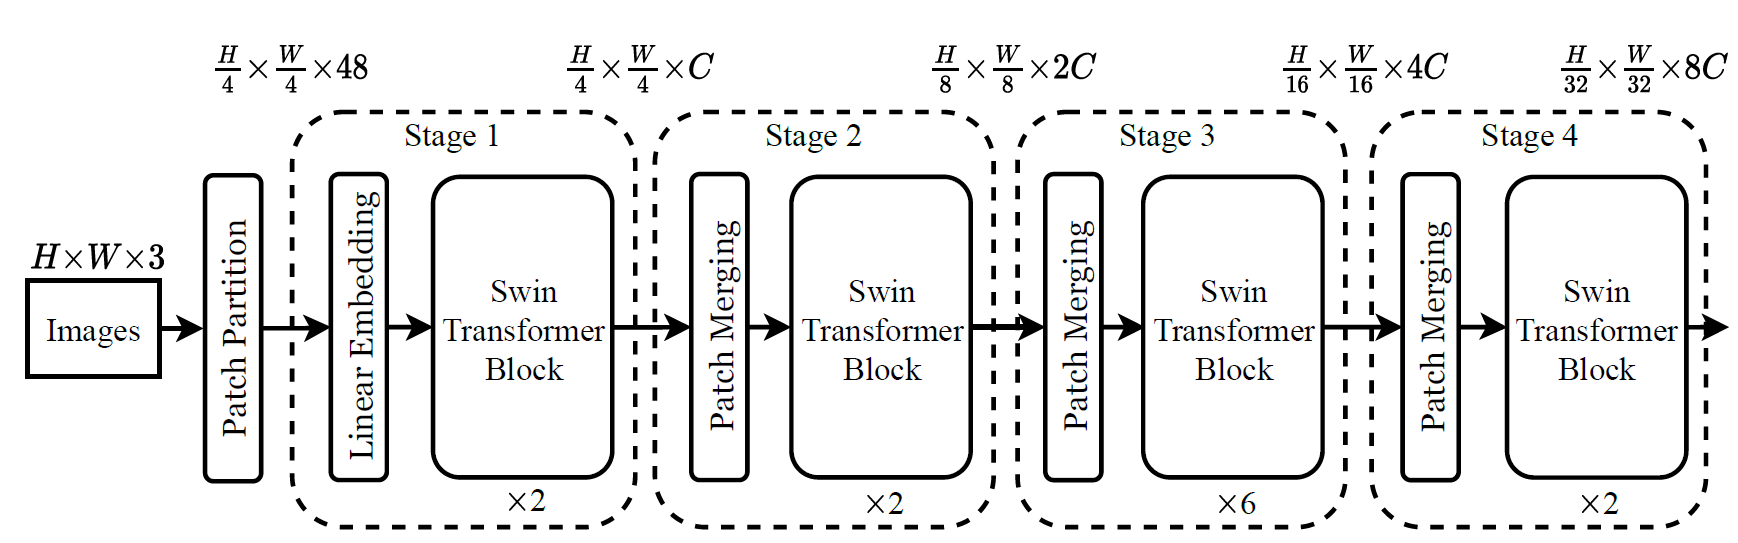 H/4 × W/4 × 48
H/4 × W/4 × C
H/8 × W/8 × 2C
H/16 × W/16 × 4C
H/32 × W/32 × 8C
H×W×3
Images
Patch Partition
Stage 1
Linear Embedding
Swin
Transformer
Block
×2
Stage 2
Patch Merging
Swin
Transformer
Block
×2
Stage 3
Patch Merging
Swin
Transformer
Block
×6
Stage 4
Patch Merging
Swin
Transformer
Block
×2